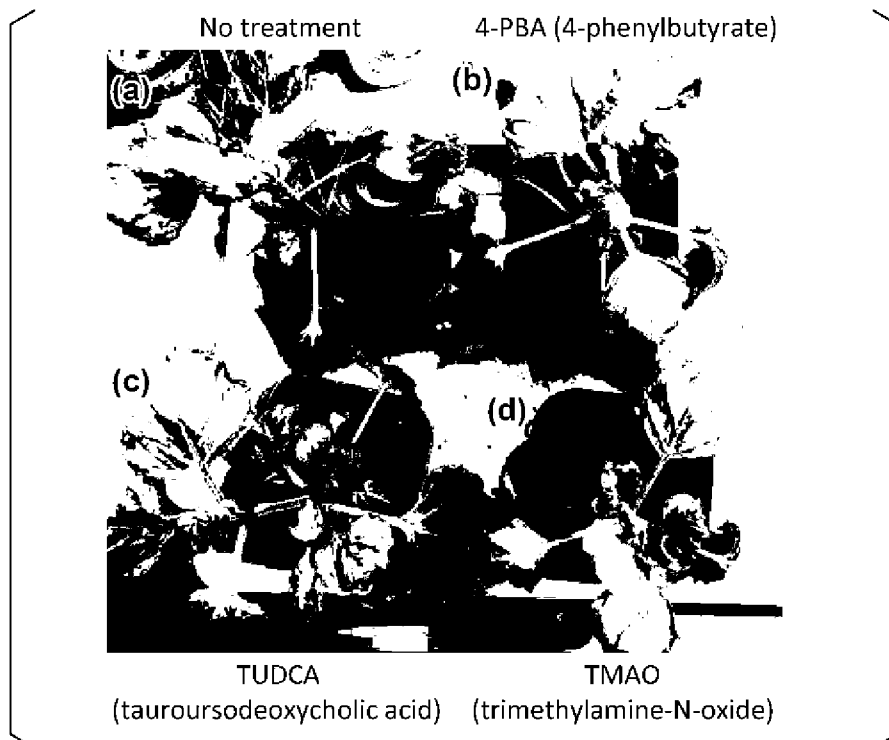 No treatment
4-PBA (4-phenylbutyrate)
(a)
(b)
(c)
(d)
TUDCA
(tauroursodeoxycholic acid)
TMAO
(trimethylamine-N-oxide)